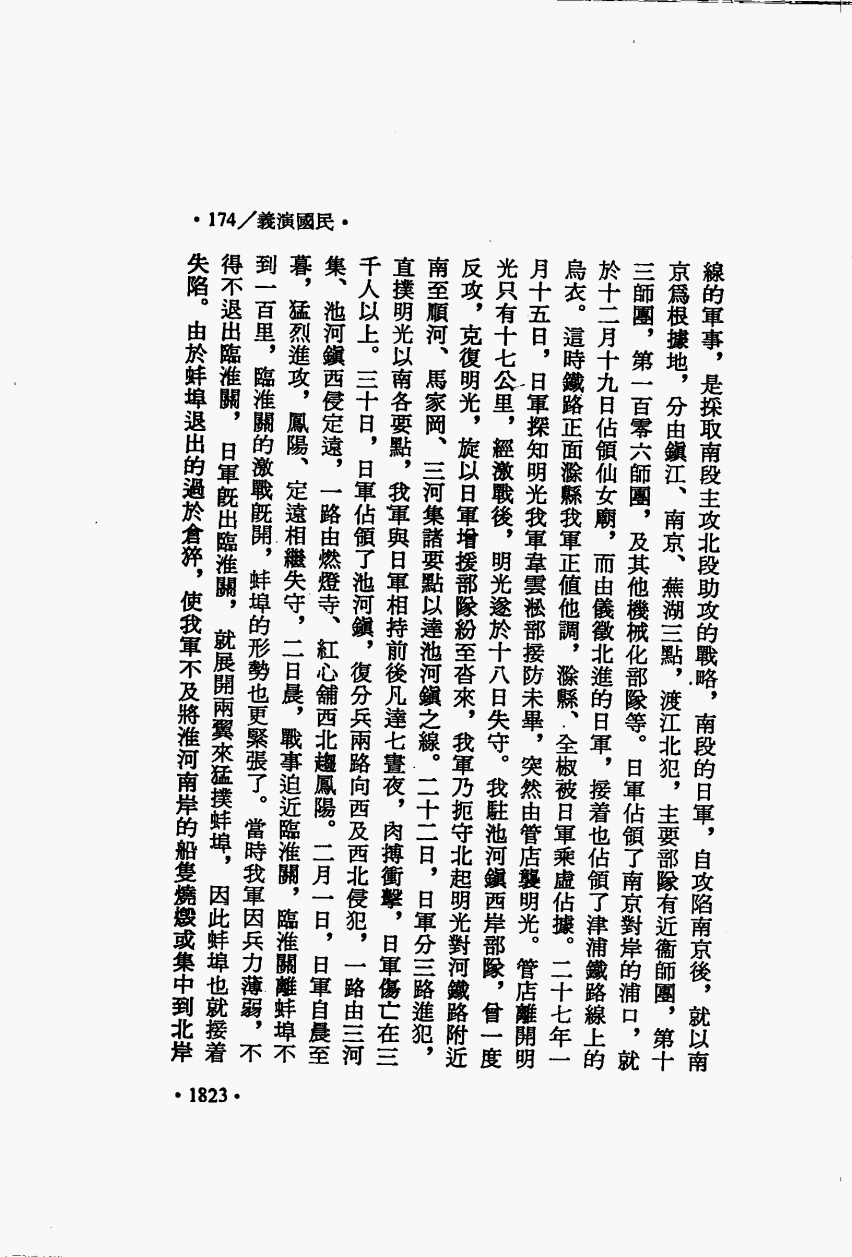 •174／義演國民•
線的軍事，是採取南段主攻北段助攻的戰略，南段的日軍，自攻陷南京後，就以南
京爲根據地，分由鎭江、南京、蕪湖三點，渡江北犯，主要部隊有近衞師團，第十
三師團，第一百零六師團，及其他機械化部隊等。日軍佔領了南京對岸的浦口，就
於十二月十九日佔領仙女廟，而由儀徵北進的日軍，接着也佔領了津浦鐵路線上的
烏衣。這時鐵路正面滁縣我軍正值他調，滁縣、全椒被日軍乘虛佔據。二十七年一
月十五日，日軍探知明光我軍韋雲淞部接防未畢，突然由管店襲明光。管店離開明
光只有十七公里，經激戰後，明光遂於十八日失守。我駐池河鎭西岸部隊，曾一度
反攻，克復明光，旋以日軍增援部隊紛至沓來，我軍乃扼守北起明光對河鐵路附近
南至順河、馬家岡、三河集諸要點以達池河鎭之線。二十二日，日軍分三路進犯，
直撲明光以南各要點，我軍與日軍相持前後凡達七晝夜，肉搏衝擊，日軍傷亡在三
千人以上。三十日，日軍佔領了池河鎭，復分兵兩路向西及西北侵犯，一路由三河
集、池河鎭西侵定遠，一路由燃燈寺、紅心舖西北趨鳳陽。二月一日，日軍自晨至
暮，猛烈進攻，鳳陽、定遠相繼失守，二日晨，戰事迫近臨淮關，臨淮關離蚌埠不
到一百里，臨淮關的激戰旣開，蚌埠的形勢也更緊張了。當時我軍因兵力薄弱，不
得不退出臨淮關，日軍旣出臨淮關，就展開兩翼來猛撲蚌埠，因此蚌埠也就接着
失陷。由於蚌埠退出的過於倉猝，使我軍不及將淮河南岸的船隻燒燬或集中到北岸
•1823•